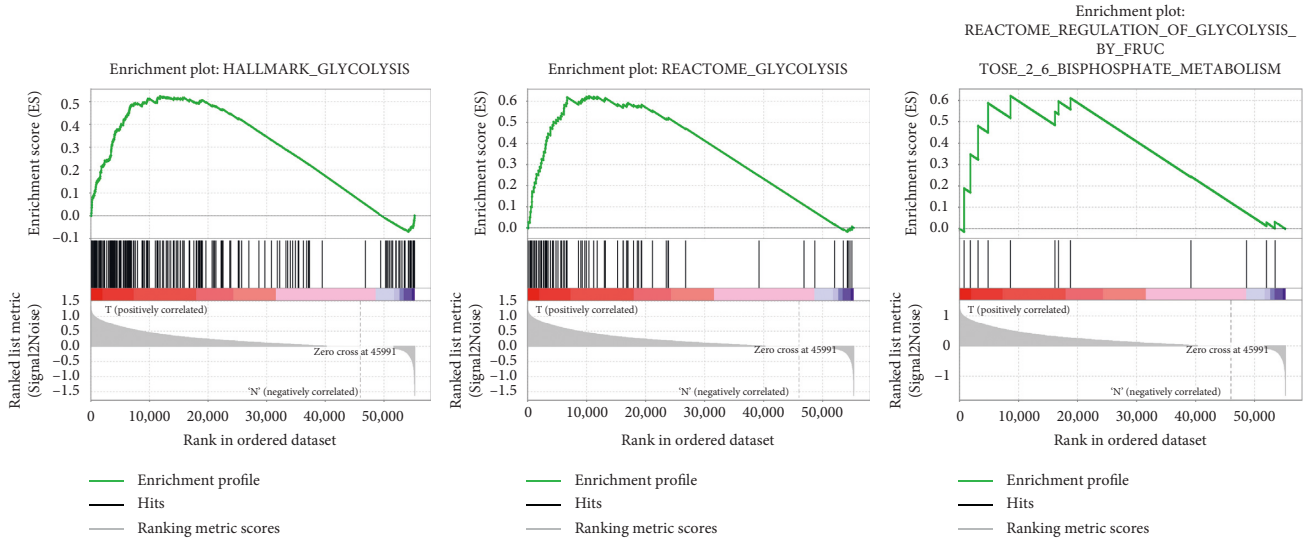 Enrichment plot: HALLMARK_GLYCOLYSIS
Enrichment score (ES)
0.5
0.4
0.3
0.2
0.1
0.0
−0.1
Ranked list metric
(Signal2Noise)
1.5
1.0
0.5
0.0
−0.5
−1.0
−1.5
T (positively correlated)
Zero cross at 45991
'N' (negatively correlated)
0 10,000 20,000 30,000 40,000 50,000
Rank in ordered dataset
Enrichment profile
Hits
Ranking metric scores
Enrichment plot: REACTOME_GLYCOLYSIS
Enrichment score (ES)
0.6
0.5
0.4
0.3
0.2
0.1
0.0
Ranked list metric
(Signal2Noise)
1.5
1.0
0.5
0.0
−0.5
−1.0
−1.5
T (positively correlated)
Zero cross at 45991
'N' (negatively correlated)
0 10,000 20,000 30,000 40,000 50,000
Rank in ordered dataset
Enrichment profile
Hits
Ranking metric scores
Enrichment plot:
REACTOME_REGULATION_OF_GLYCOLYSIS_
BY_FRUC
TOSE_2_6_BISPHOSPHATE_METABOLISM
Enrichment score (ES)
0.6
0.5
0.4
0.3
0.2
0.1
0.0
Ranked list metric
(Signal2Noise)
1
0
−1
T (positively correlated)
Zero cross at 45991
'N' (negatively correlated)
0 10,000 20,000 30,000 40,000 50,000
Rank in ordered dataset
Enrichment profile
Hits
Ranking metric scores